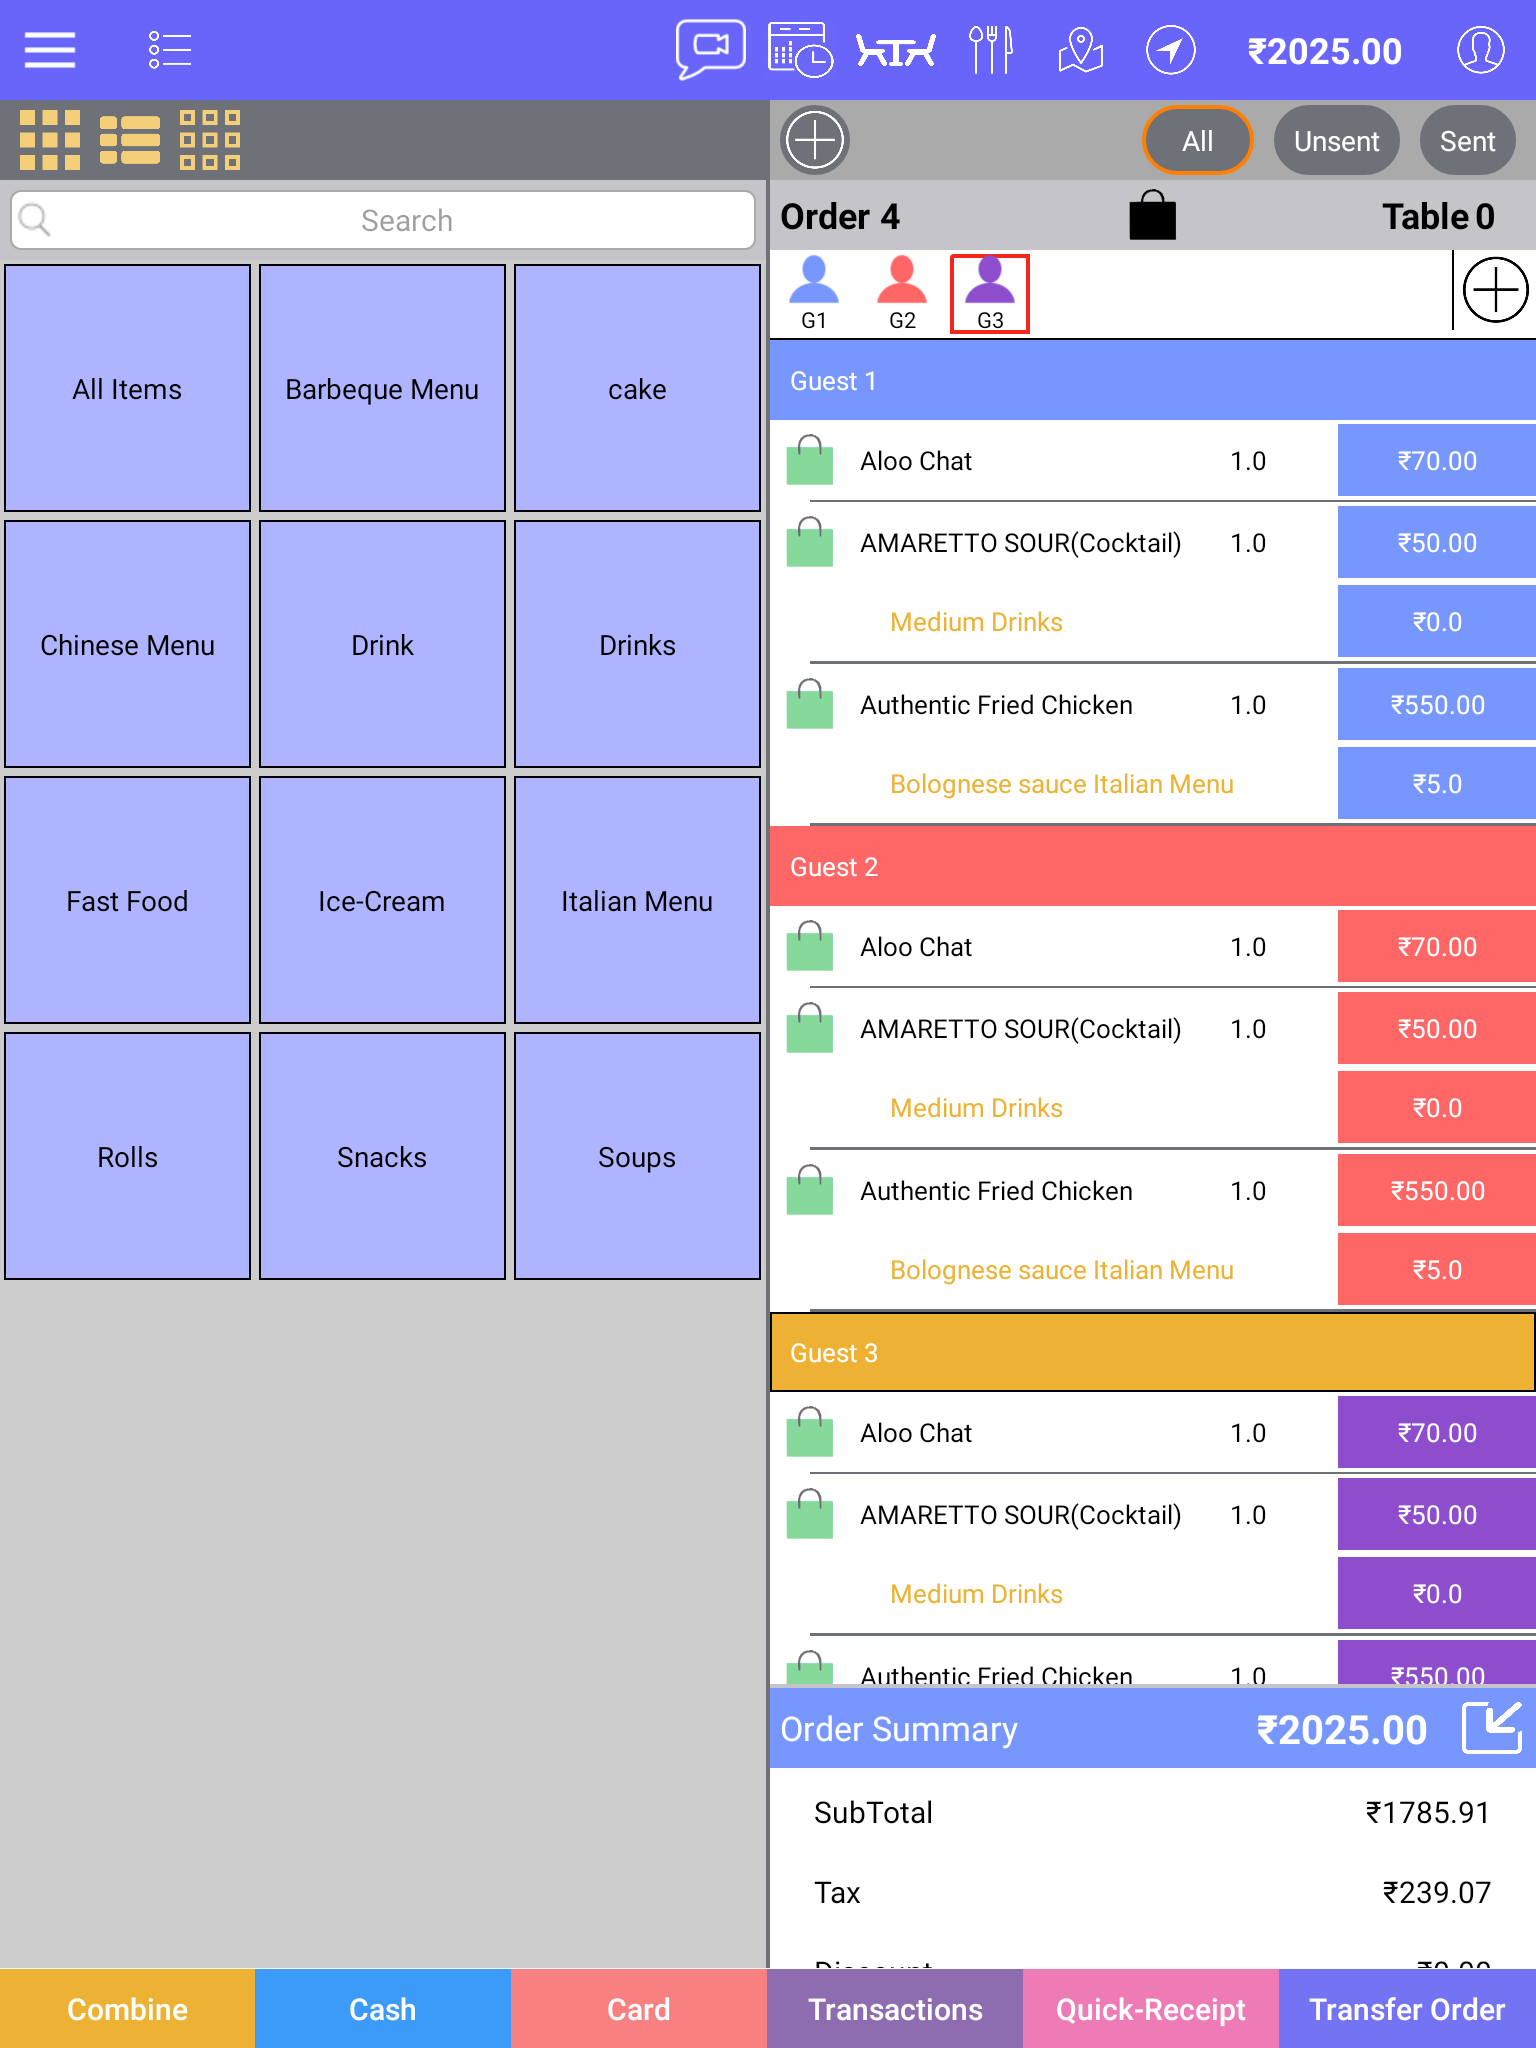 ₹2025.00
All
Unsent
Sent
Search
Order 4
Table 0
G1
G2
G3
All Items
Barbeque Menu
cake
Chinese Menu
Drink
Drinks
Fast Food
Ice-Cream
Italian Menu
Rolls
Snacks
Soups
Guest 1
Aloo Chat 1.0 ₹70.00
AMARETTO SOUR(Cocktail) 1.0 ₹50.00
Medium Drinks ₹0.0
Authentic Fried Chicken 1.0 ₹550.00
Bolognese sauce Italian Menu ₹5.0
Guest 2
Aloo Chat 1.0 ₹70.00
AMARETTO SOUR(Cocktail) 1.0 ₹50.00
Medium Drinks ₹0.0
Authentic Fried Chicken 1.0 ₹550.00
Bolognese sauce Italian Menu ₹5.0
Guest 3
Aloo Chat 1.0 ₹70.00
AMARETTO SOUR(Cocktail) 1.0 ₹50.00
Medium Drinks ₹0.0
Authentic Fried Chicken 1.0 ₹550.00
Order Summary ₹2025.00
SubTotal ₹1785.91
Tax ₹239.07
Combine
Cash
Card
Transactions
Quick-Receipt
Transfer Order